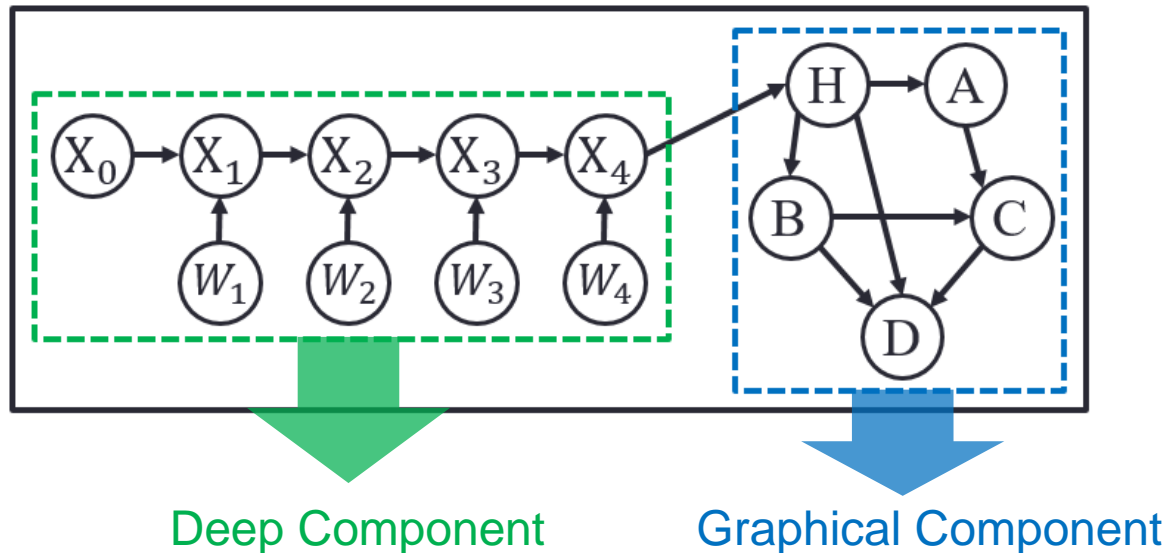 H A
X₀ X₁ X₂ X₃ X₄
B C
W₁ W₂ W₃ W₄
D
Deep Component Graphical Component